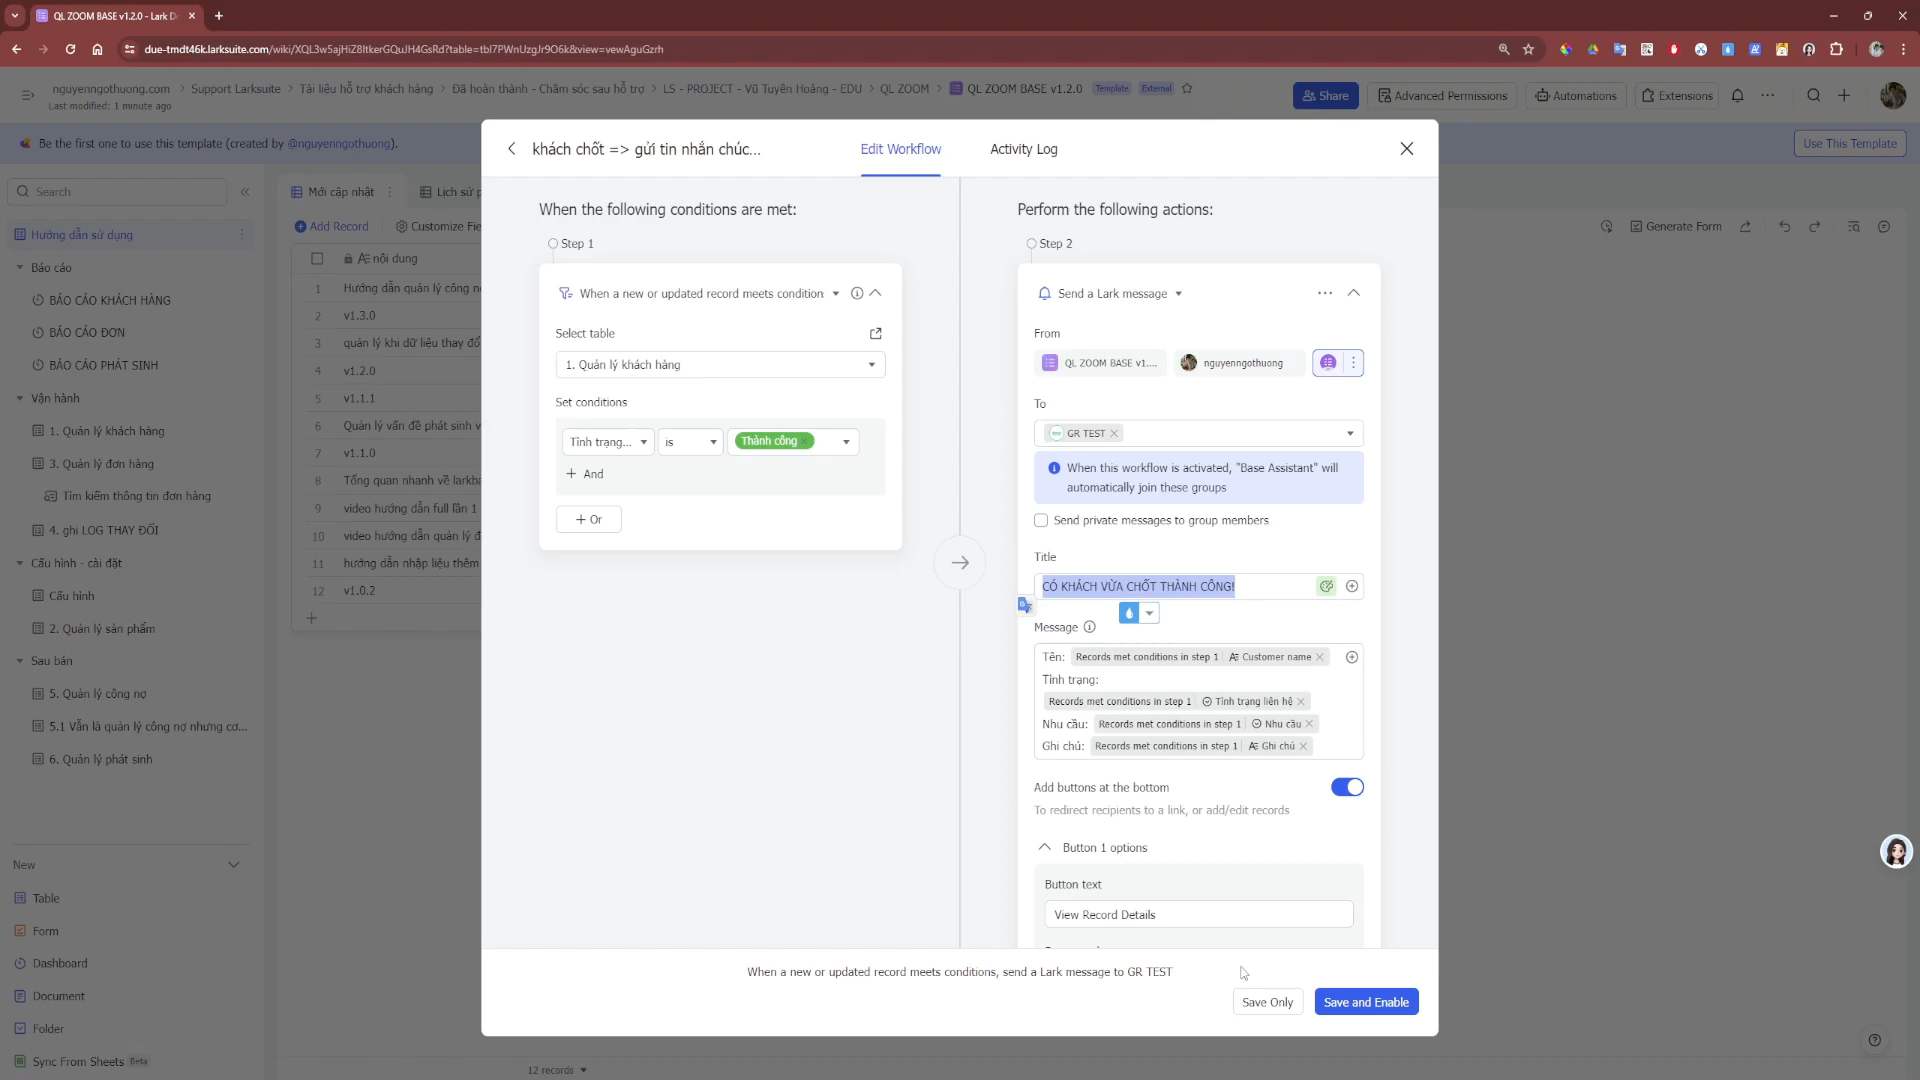 QL ZOOM BASE v1.2.0 - Lark D
due-tmdt46k.larksuite.com/wiki/XQL3w5ajHiZ8ltkerGQuJH4GsRd?table=tbl7PWnUzgJr9O6k&view=vewAguGzrh
nguyenngothuong.com > Support Larksuite > Tài liệu hỗ trợ khách hàng > Đã hoàn thành - Chăm sóc sau hỗ trợ > LS - PROJECT - Vũ Tuyên Hoàng - EDU > QL ZOOM > QL ZOOM BASE v1.2.0 Template External
Last modified: 1 minute ago
Share
Advanced Permissions
Automations
Extensions
Be the first one to use this template (created by @nguyenngothuong).
Use This Template
Search
Hướng dẫn sử dụng
Báo cáo
BÁO CÁO KHÁCH HÀNG
BÁO CÁO ĐƠN
BÁO CÁO PHÁT SINH
Vận hành
1. Quản lý khách hàng
3. Quản lý đơn hàng
Tìm kiếm thông tin đơn hàng
4. ghi LOG THAY ĐỔI
Cấu hình - cài đặt
Cấu hình
2. Quản lý sản phẩm
Sau bán
5. Quản lý công nợ
5.1 Vẫn là quản lý công nợ nhưng cơ...
6. Quản lý phát sinh
New
Table
Form
Dashboard
Document
Folder
Sync From Sheets Beta
Mới cập nhật
Lịch sử
Add Record
Customize Fie
Generate Form
nội dung
1 Hướng dẫn quản lý công n
2 v1.3.0
3 quản lý khi dữ liệu thay đổ
4 v1.2.0
5 v1.1.1
6 Quản lý vấn đề phát sinh v
7 v1.1.0
8 Tổng quan nhanh về larkba
9 video hướng dẫn full lần 1
10 video hướng dẫn quản lý đ
11 hướng dẫn nhập liệu thêm
12 v1.0.2
12 records
khách chốt => gửi tin nhắn chúc...
Edit Workflow
Activity Log
When the following conditions are met:
Step 1
When a new or updated record meets condition
Select table
1. Quản lý khách hàng
Set conditions
Tình trạng... is Thành công
+ And
+ Or
Perform the following actions:
Step 2
Send a Lark message
From
QL ZOOM BASE v1.... nguyenngothuong
To
GR TEST
When this workflow is activated, "Base Assistant" will
automatically join these groups
Send private messages to group members
Title
CÓ KHÁCH VỪA CHỐT THÀNH CÔNG!
Message
Tên: Records met conditions in step 1 Customer name
Tình trạng:
Records met conditions in step 1 Tình trạng liên hệ
Nhu cầu: Records met conditions in step 1 Nhu cầu
Ghi chú: Records met conditions in step 1 Ghi chú
Add buttons at the bottom
To redirect recipients to a link, or add/edit records
Button 1 options
Button text
View Record Details
When a new or updated record meets conditions, send a Lark message to GR TEST
Save Only
Save and Enable